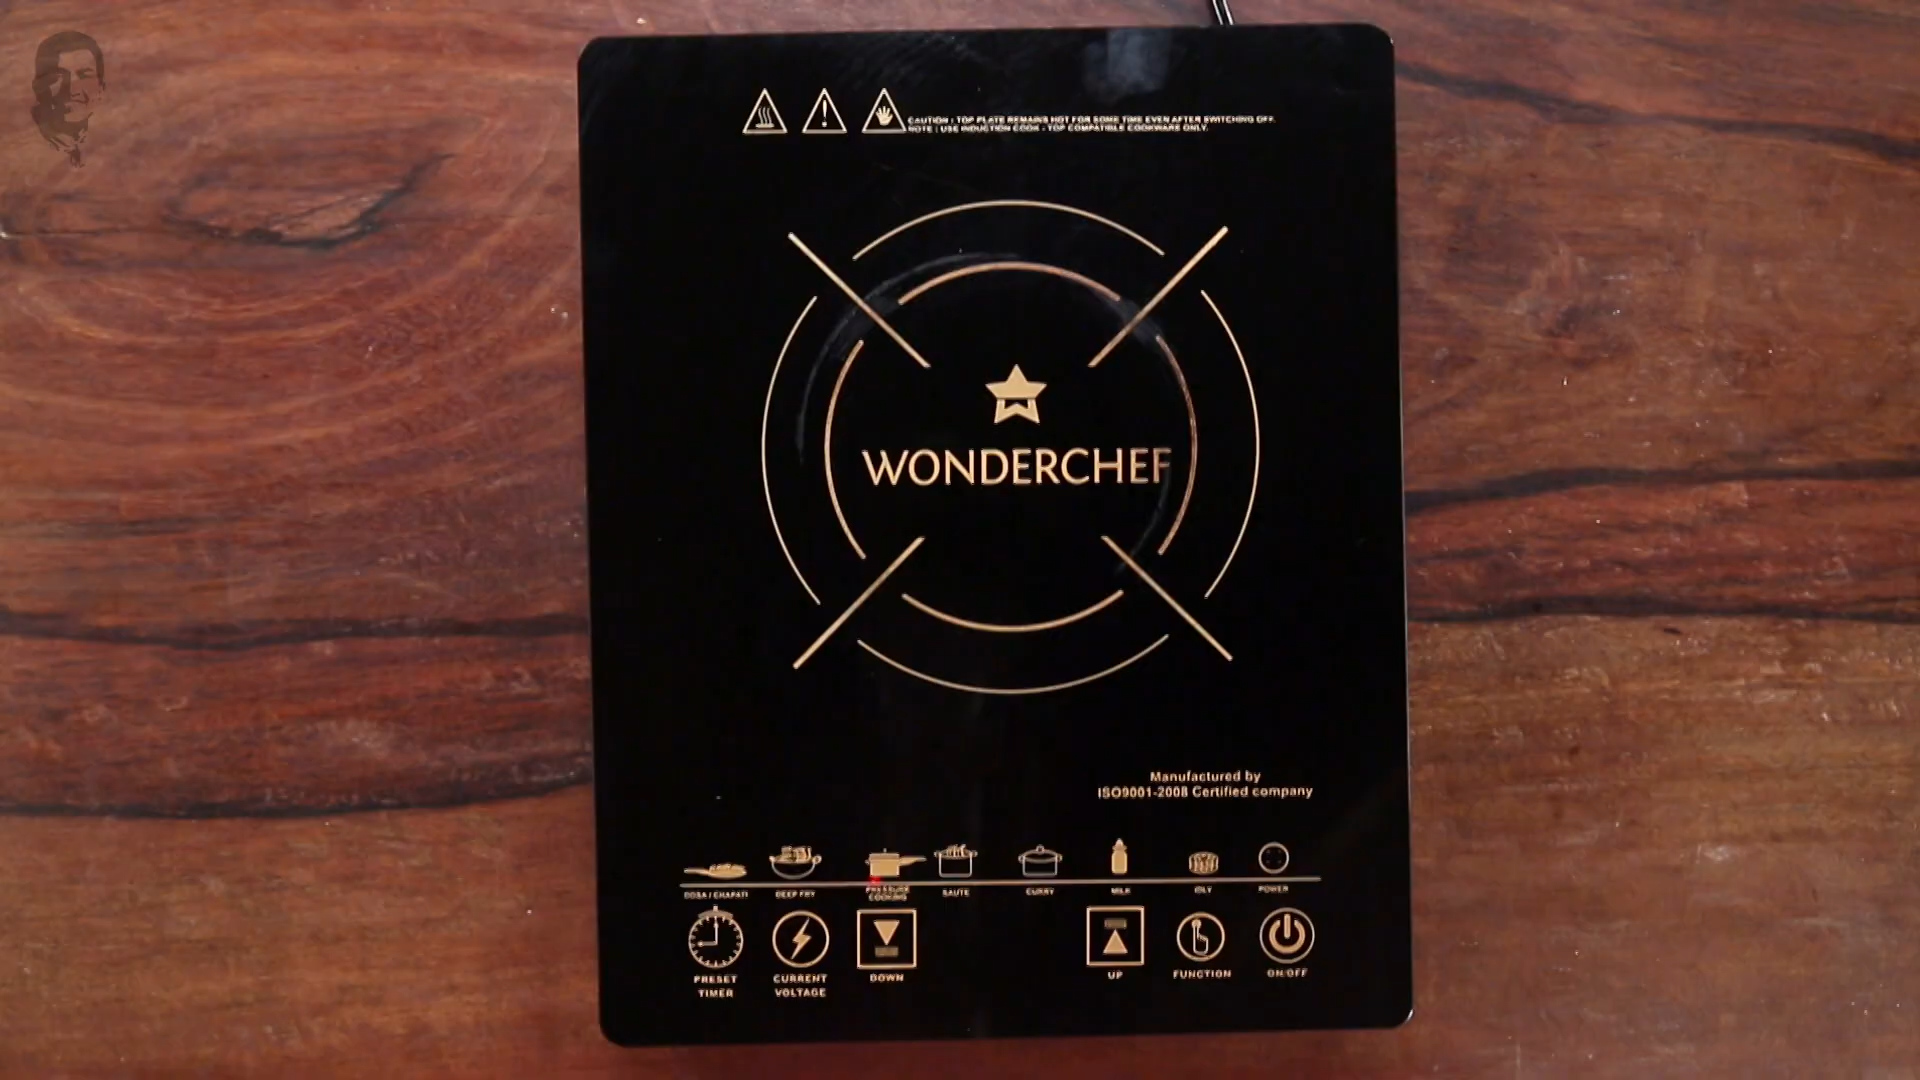 CAUTION : TOP PLATE REMAINS HOT FOR SOME TIME EVEN AFTER SWITCHING OFF.
NOTE : USE INDUCTION COOK - TOP COMPATIBLE COOKWARE ONLY.
WONDERCHEF
Manufactured by
ISO9001-2008 Certified company
DOSA / CHAPATI DEEP FRY PRESSURE COOKING SAUTE CURRY MILK IDLY POWER
PRESET TIMER CURRENT VOLTAGE DOWN UP FUNCTION ON/OFF